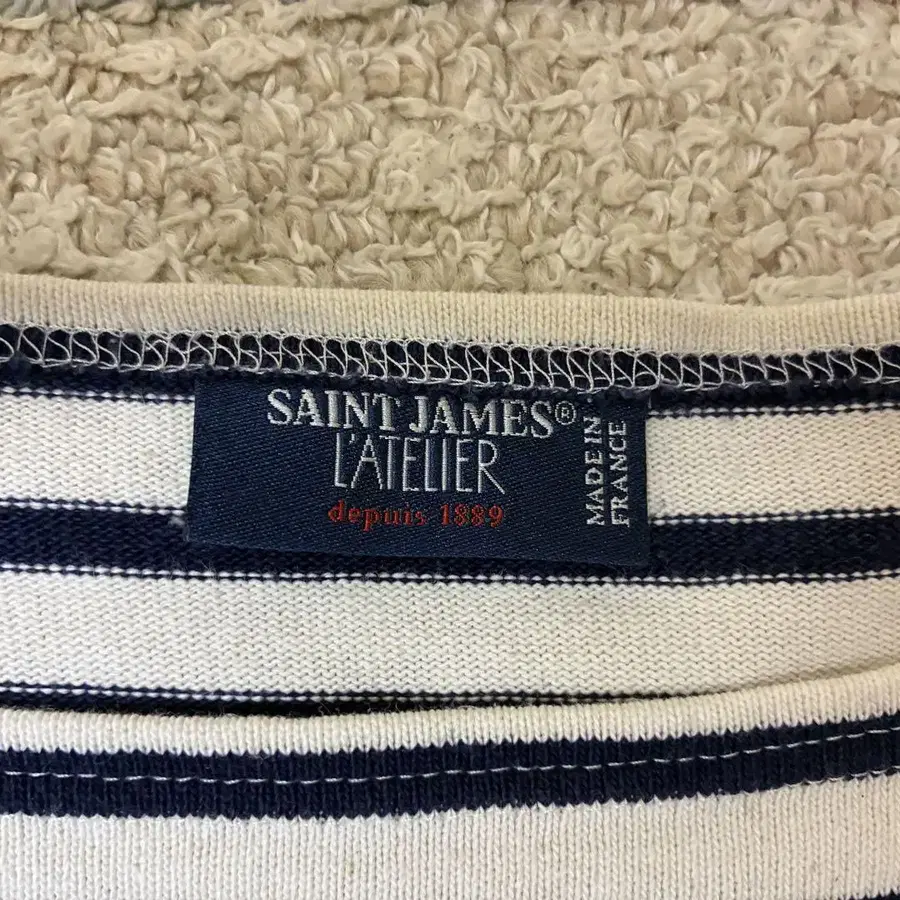 SAINT JAMES®
L'ATELIER
depuis 1889
MADE IN
FRANCE